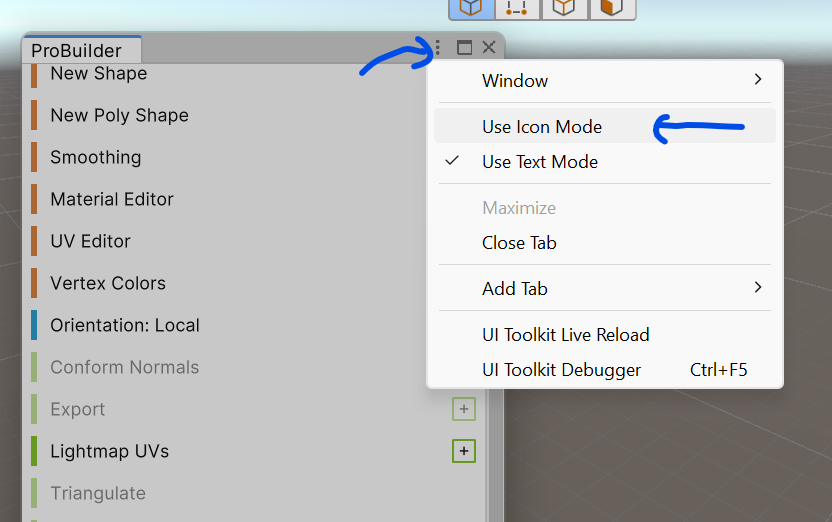 ProBuilder
New Shape
New Poly Shape
Smoothing
Material Editor
UV Editor
Vertex Colors
Orientation: Local
Conform Normals
Export
Lightmap UVs
Triangulate
Window
Use Icon Mode
Use Text Mode
Maximize
Close Tab
Add Tab
UI Toolkit Live Reload
UI Toolkit Debugger Ctrl+F5